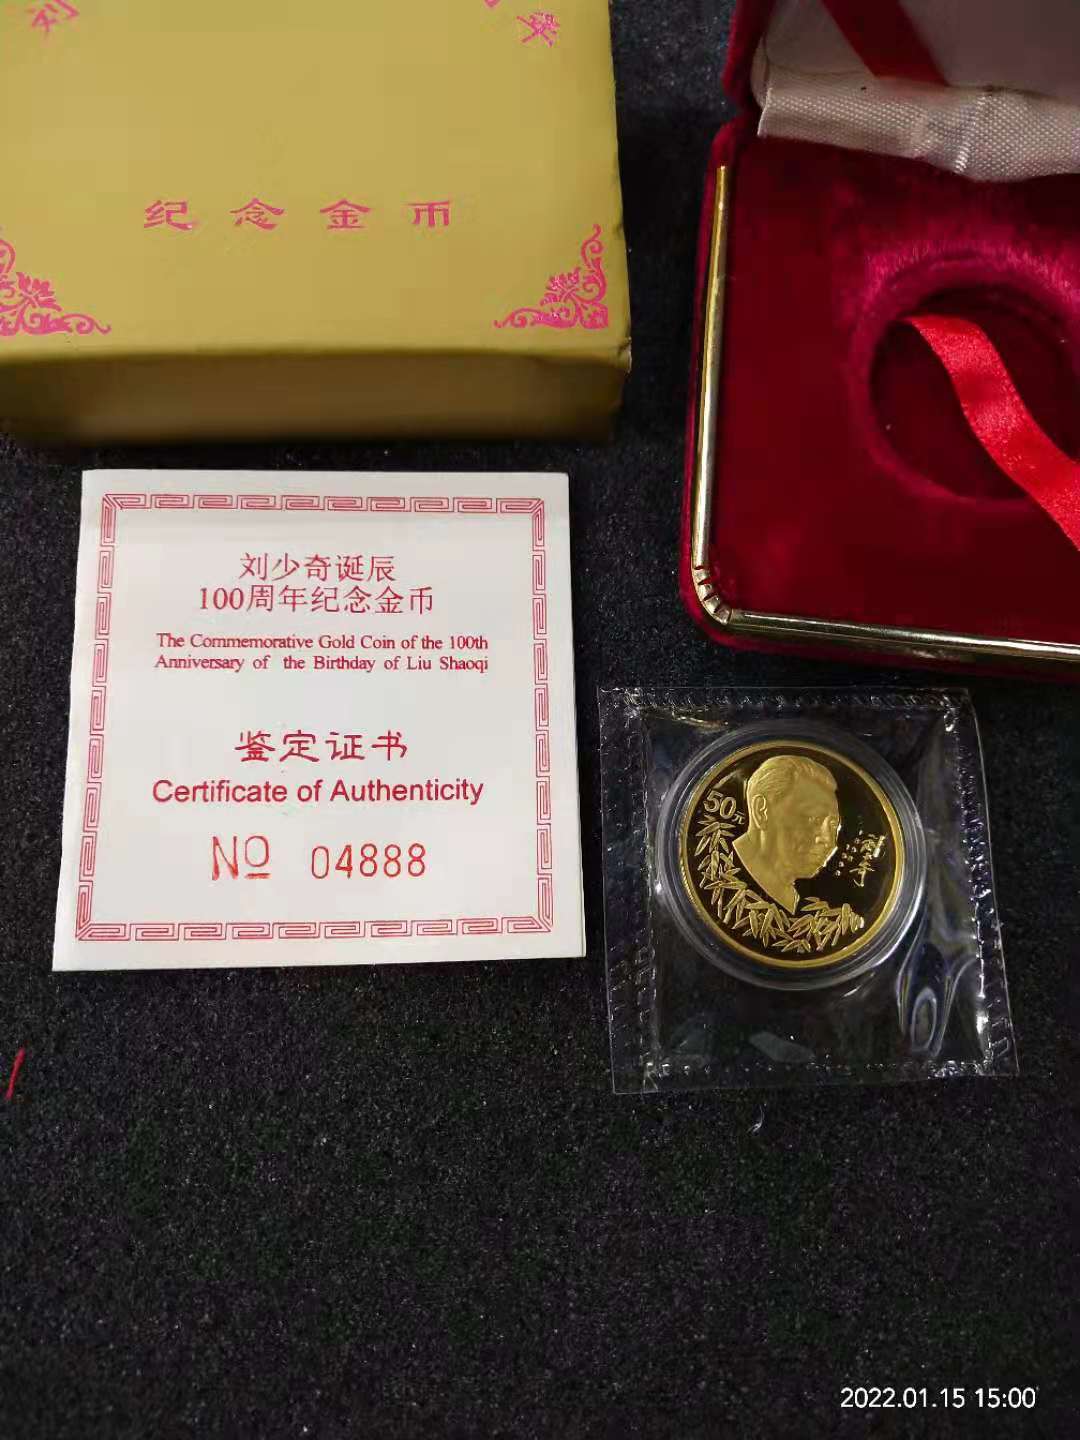 刘
纪念金币
刘少奇诞辰
100周年纪念金币
The Commemorative Gold Coin of the 100th
Anniversary of the Birthday of Liu Shaoqi
鉴定证书
Certificate of Authenticity
NO 04888
50元
2022.01.15 15:00